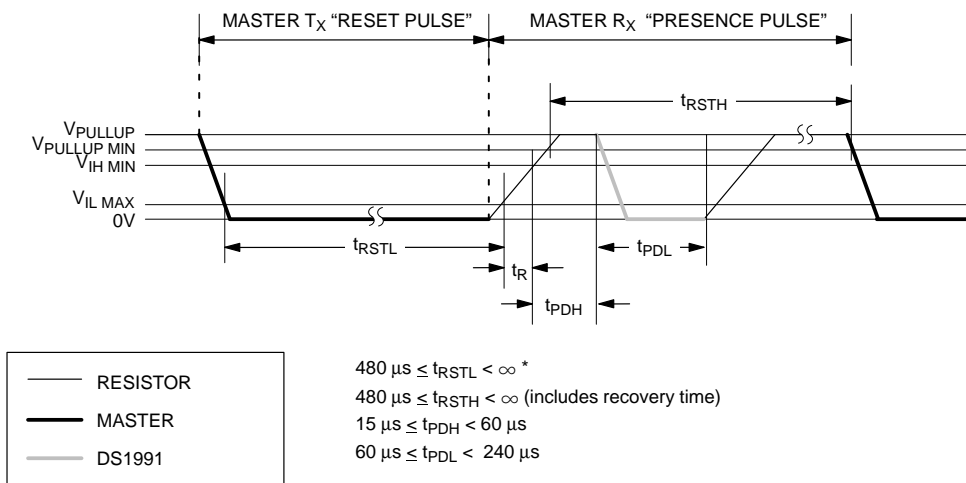 MASTER TX “RESET PULSE” MASTER RX “PRESENCE PULSE”
tRSTH
VPULLUP
VPULLUP MIN
VIH MIN
VIL MAX
0V
tRSTL
tR
tPDL
tPDH
RESISTOR
MASTER
DS1991
480 μs ≤ tRSTL < ∞ *
480 μs ≤ tRSTH < ∞ (includes recovery time)
15 μs ≤ tPDH < 60 μs
60 μs ≤ tPDL < 240 μs